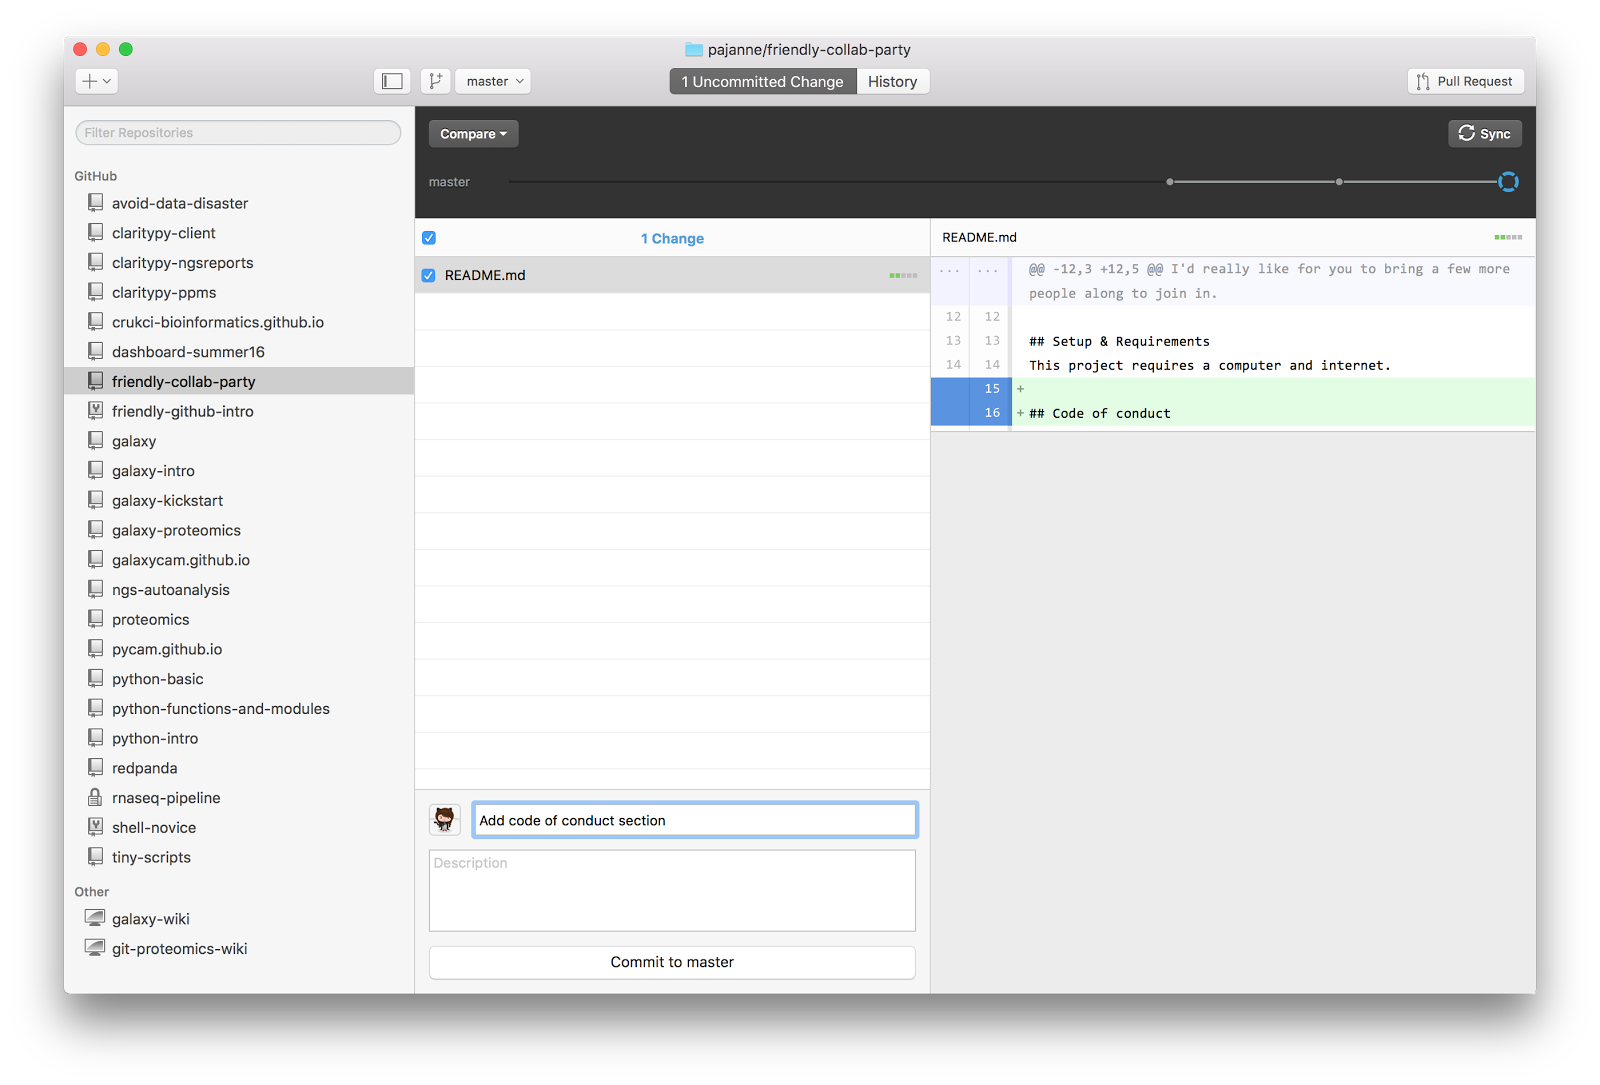 pajanne/friendly-collab-party
master
1 Uncommitted Change
History
Pull Request
Filter Repositories
GitHub
avoid-data-disaster
claritypy-client
claritypy-ngsreports
claritypy-ppms
crukci-bioinformatics.github.io
dashboard-summer16
friendly-collab-party
friendly-github-intro
galaxy
galaxy-intro
galaxy-kickstart
galaxy-proteomics
galaxycam.github.io
ngs-autoanalysis
proteomics
pycam.github.io
python-basic
python-functions-and-modules
python-intro
redpanda
rnaseq-pipeline
shell-novice
tiny-scripts
Other
galaxy-wiki
git-proteomics-wiki
Compare
Sync
master
1 Change
README.md
Add code of conduct section
Description
Commit to master
README.md
... ... @@ -12,3 +12,5 @@ I'd really like for you to bring a few more
people along to join in.
12 12
13 13 ## Setup & Requirements
14 14 This project requires a computer and internet.
15 +
16 + ## Code of conduct